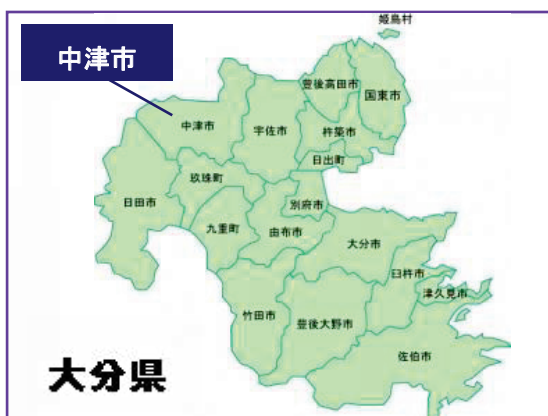 姫島村
中津市
豊後高田市
国東市
中津市
宇佐市
杵築市
日出町
玖珠町
日田市
別府市
九重町
由布市
大分市
臼杵市
津久見市
竹田市
豊後大野市
佐伯市
大分県